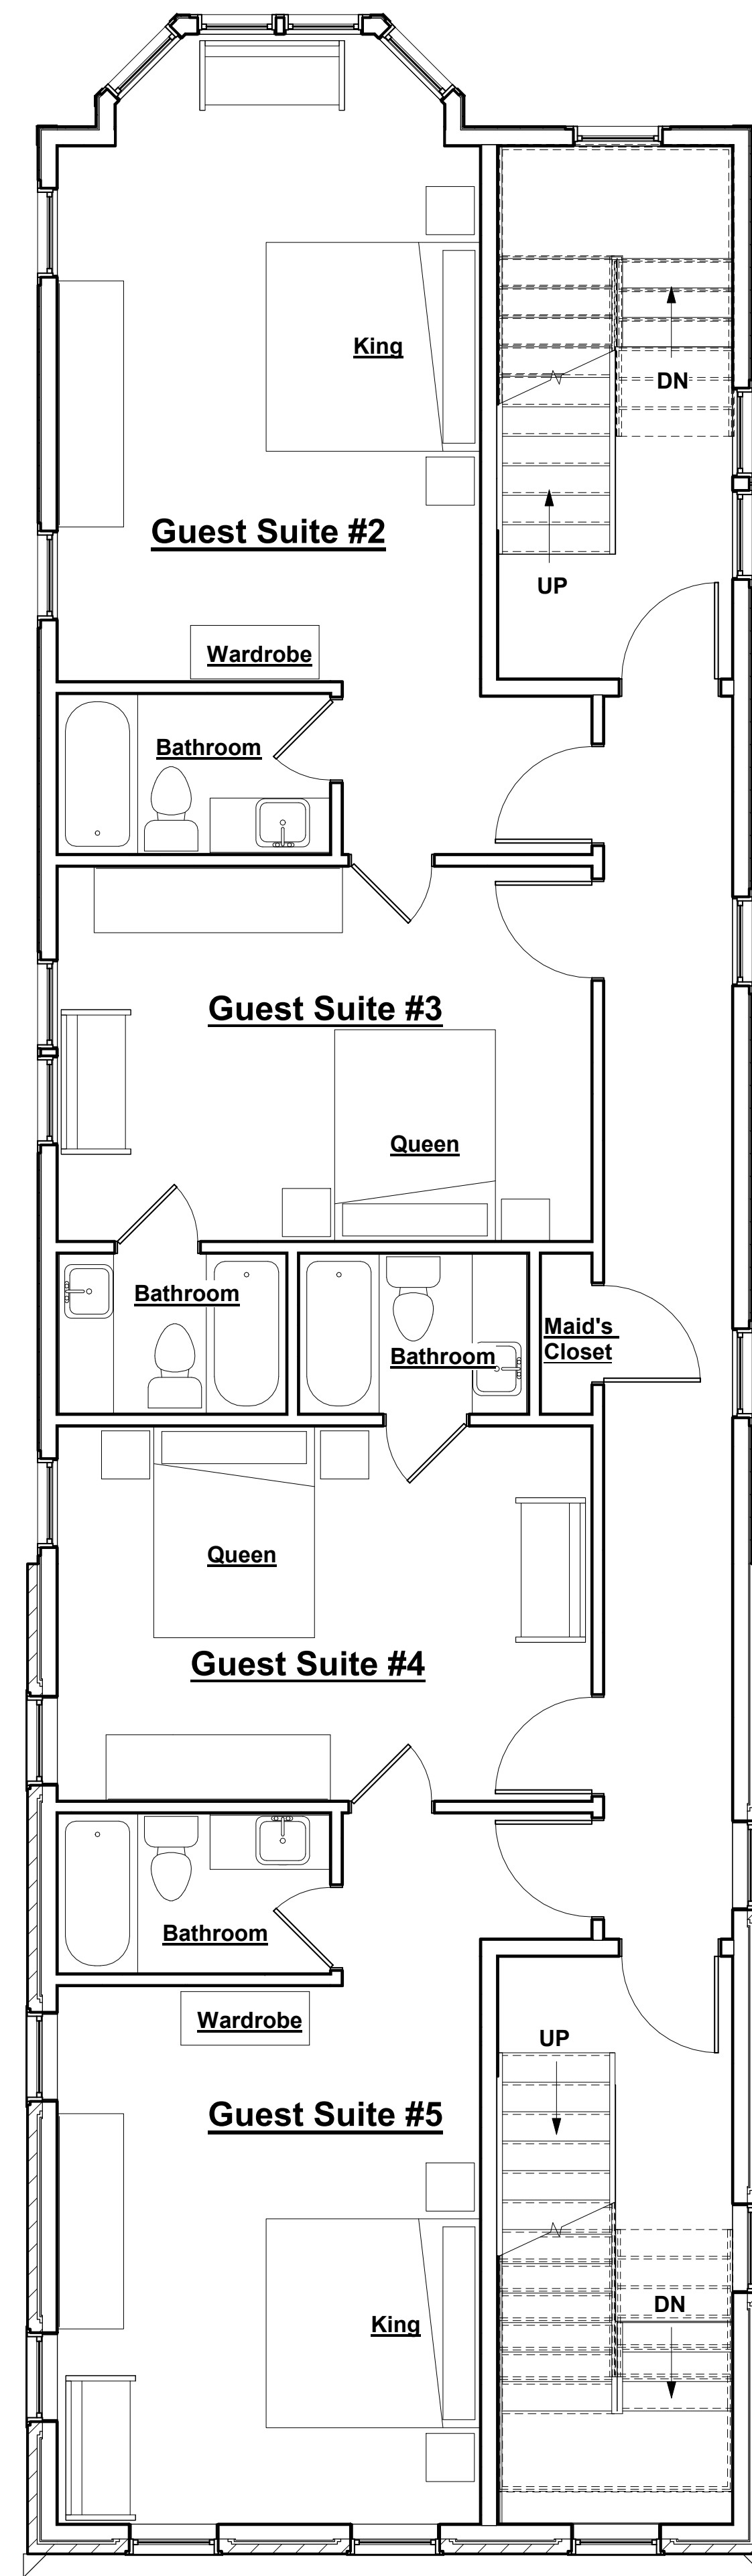 King
DN
Guest Suite #2
UP
Wardrobe
Bathroom
Guest Suite #3
Queen
Bathroom
Maid's
Closet
Bathroom
Queen
Guest Suite #4
Bathroom
Wardrobe
UP
Guest Suite #5
DN
King